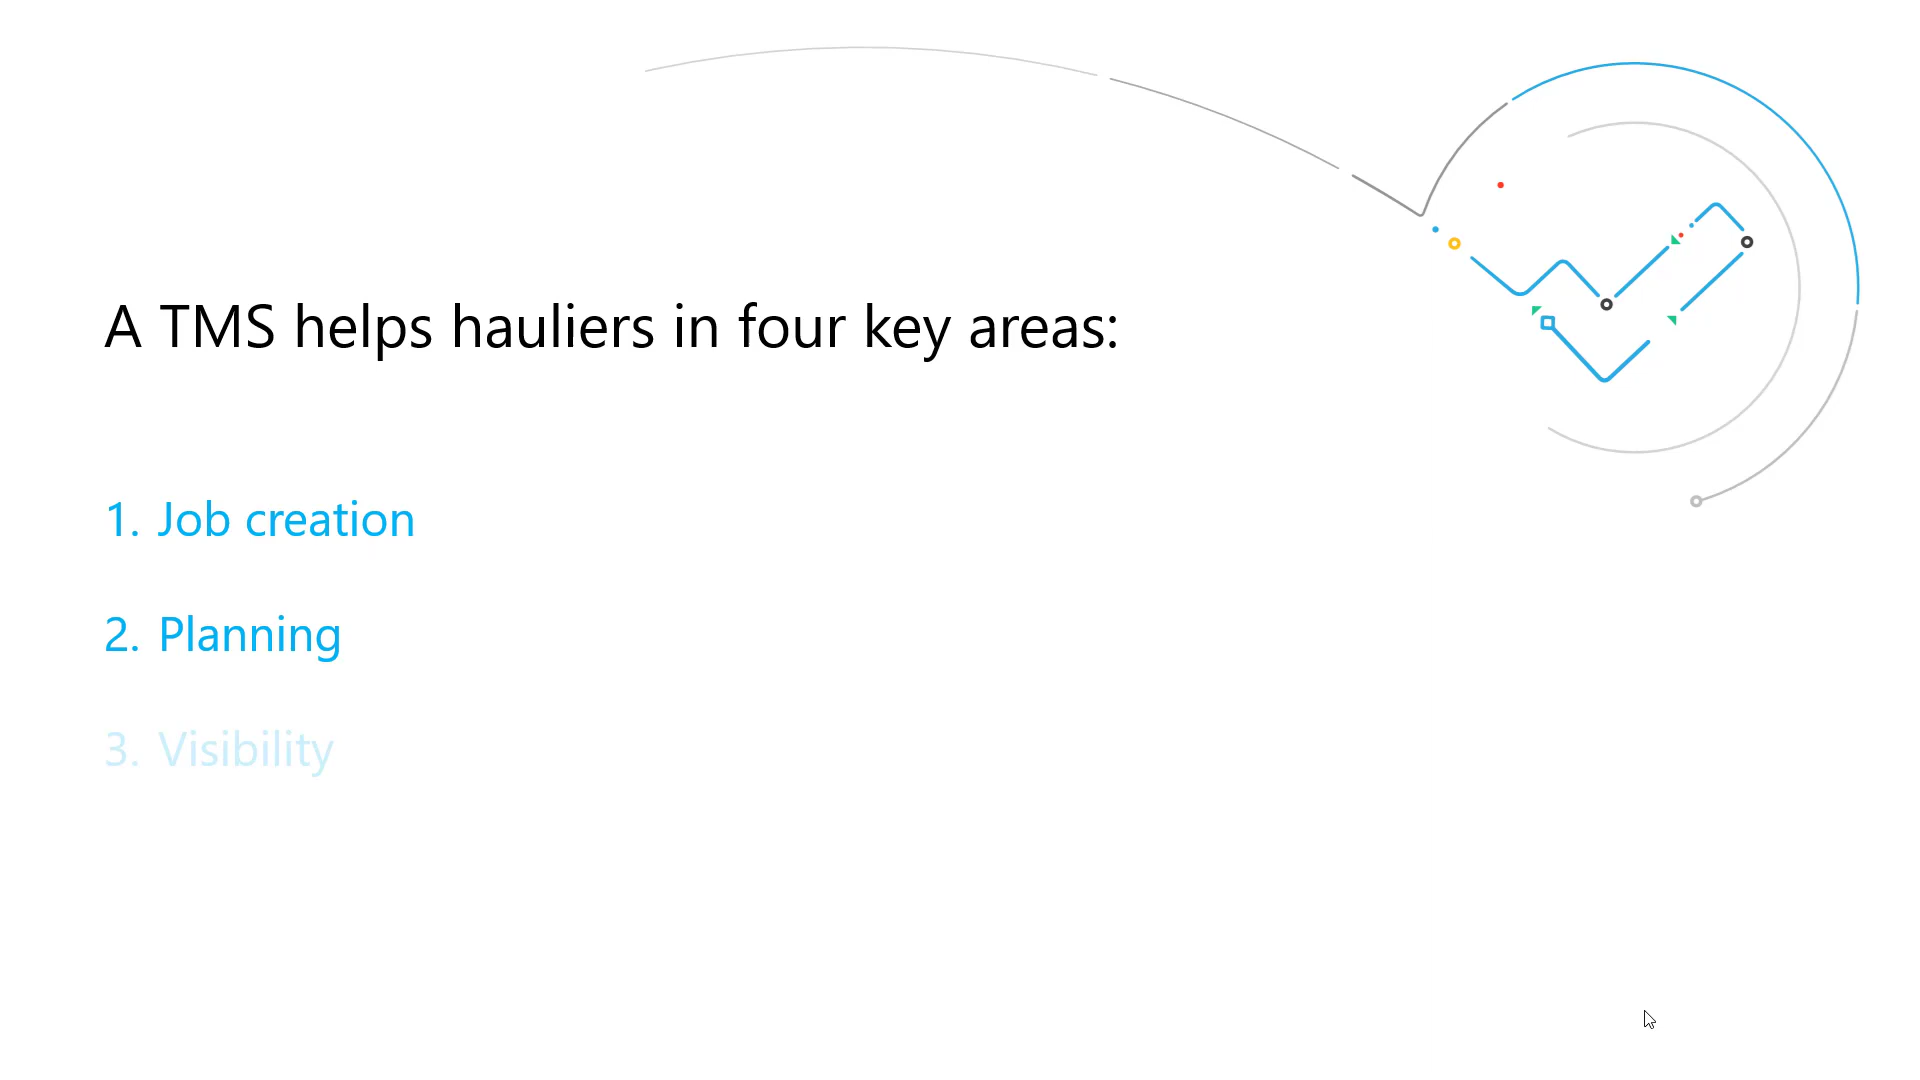 A TMS helps hauliers in four key areas:
1. Job creation
2. Planning
3. Visibility